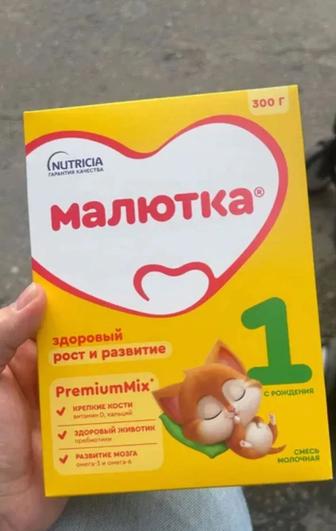 300 Г
NUTRICIA
ГАРАНТИЯ КАЧЕСТВА
МАЛЮТКА®
здоровый
рост и развитие
PremiumMix*
КРЕПКИЕ КОСТИ
витамин D, кальций
ЗДОРОВЫЙ ЖИВОТИК
пребиотики
РАЗВИТИЕ МОЗГА
омега-3 и омега-6
1
С РОЖДЕНИЯ
СМЕСЬ
МОЛОЧНАЯ